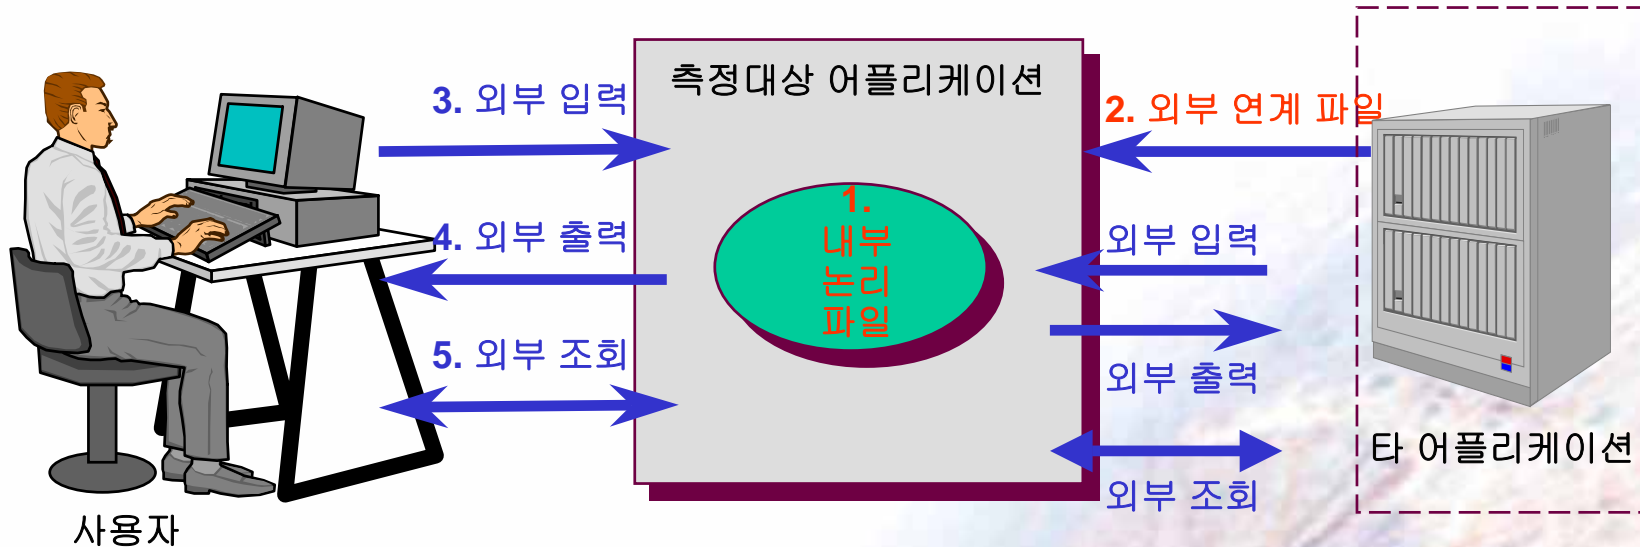 측정대상 어플리케이션
3. 외부 입력
2. 외부 연계 파일
1.
내부
논리
파일
4. 외부 출력
외부 입력
5. 외부 조회
외부 출력
타 어플리케이션
외부 조회
사용자